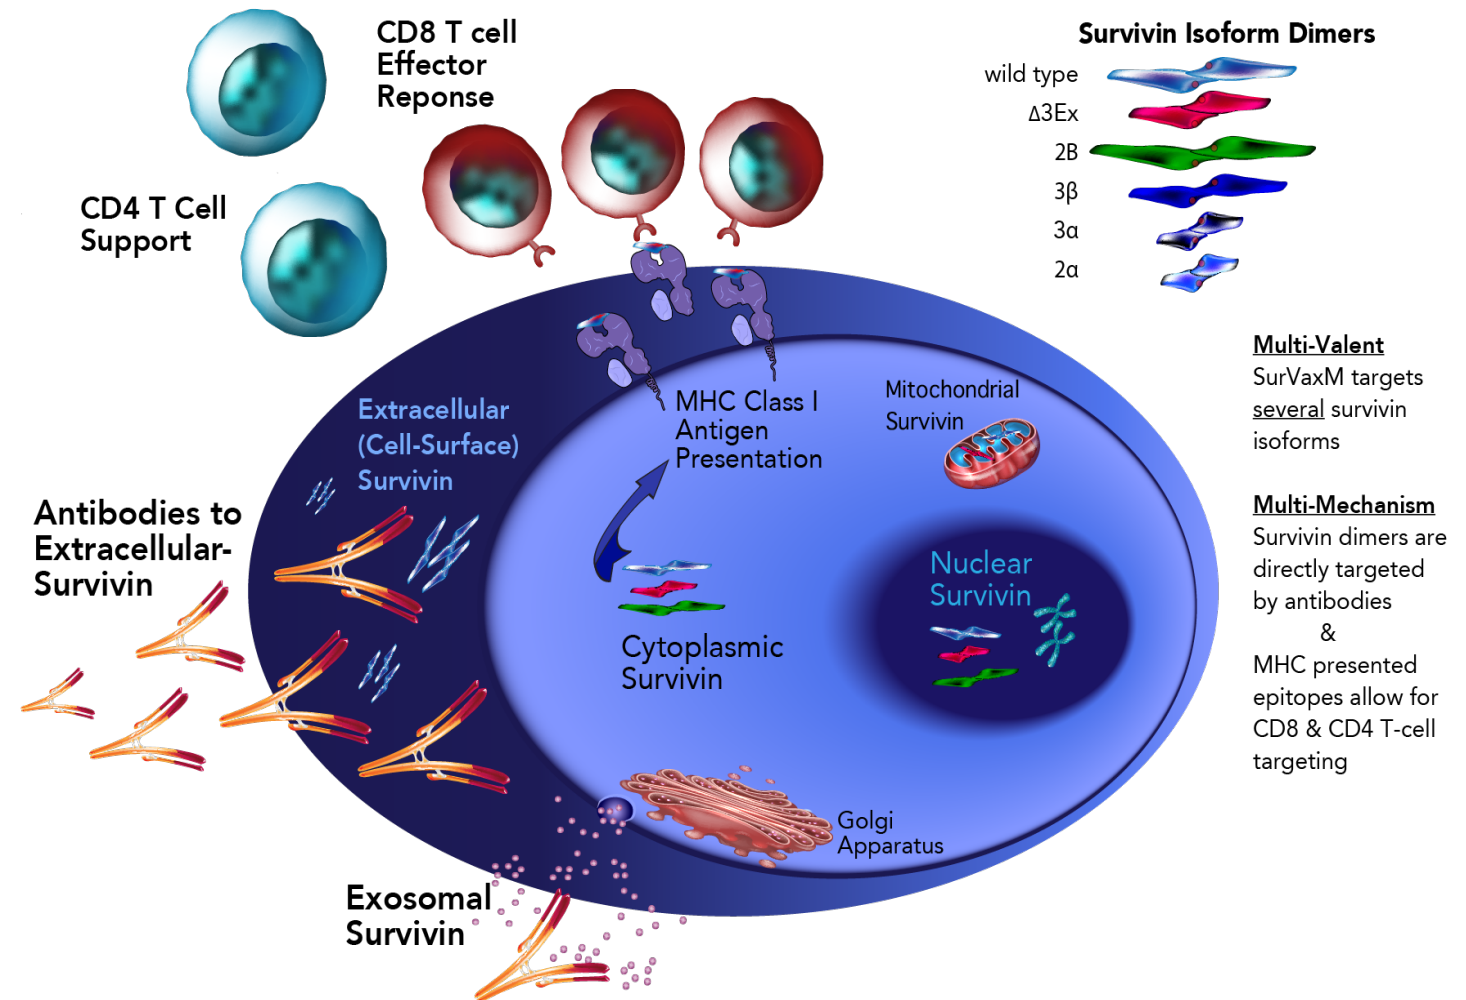 CD8 T cell
Effector
Reponse
CD4 T Cell
Support
Survivin Isoform Dimers
wild type
Δ3Ex
2B
3β
3α
2α
Multi-Valent
SurVaxM targets
several survivin
isoforms
Multi-Mechanism
Survivin dimers are
directly targeted
by antibodies
&
MHC presented
epitopes allow for
CD8 & CD4 T-cell
targeting
MHC Class I
Antigen
Presentation
Mitochondrial
Survivin
Extracellular
(Cell-Surface)
Survivin
Antibodies to
Extracellular-
Survivin
Nuclear
Survivin
Cytoplasmic
Survivin
Golgi
Apparatus
Exosomal
Survivin